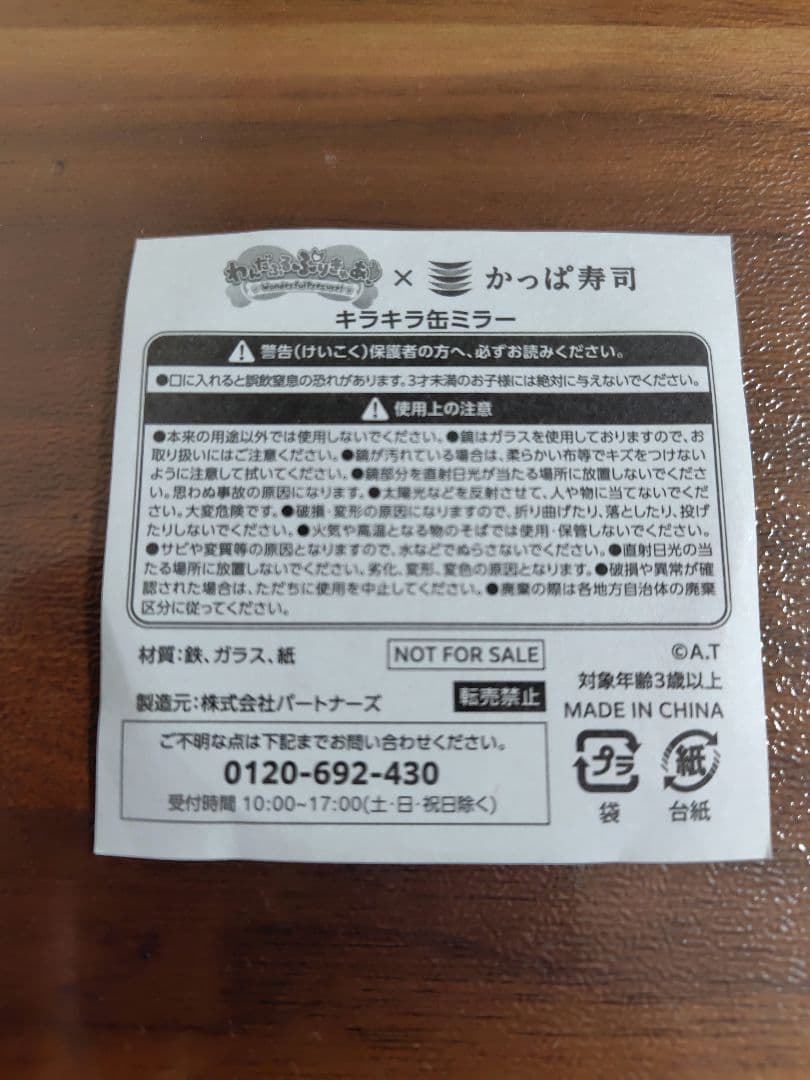 わんだふるぷりきゅあ! × かっぱ寿司
Wonderful Precure!
キラキラ缶ミラー
警告(けいこく)保護者の方へ、必ずお読みください。
●口に入れると誤飲窒息の恐れがあります。3才未満のお子様には絶対に与えないでください。
使用上の注意
●本来の用途以外では使用しないでください。●鏡はガラスを使用しておりますので、お
取り扱いにはご注意ください。●鏡が汚れている場合は、柔らかい布等でキズをつけない
ように注意して拭いてください。●鏡部分を直射日光が当たる場所に放置しないでくださ
い。思わぬ事故の原因になります。●太陽光などを反射させて、人や物に当てないでくだ
さい。大変危険です。●破損・変形の原因になりますので、折り曲げたり、落としたり、投げ
たりしないでください。●火気や高温となる物のそばでは使用・保管しないでください。
●サビや変質等の原因となりますので、水などでぬらさないでください。●直射日光の当
たる場所に放置しないでください。劣化、変形、変色の原因となります。●破損や異常が確
認された場合は、ただちに使用を中止してください。●廃棄の際は各地方自治体の廃棄
区分に従ってください。
材質:鉄、ガラス、紙
NOT FOR SALE
©A.T
対象年齢3歳以上
製造元:株式会社パートナーズ
転売禁止
MADE IN CHINA
ご不明な点は下記までお問い合わせください。
0120-692-430
受付時間 10:00~17:00(土・日・祝日除く)
プラ
袋
紙
台紙